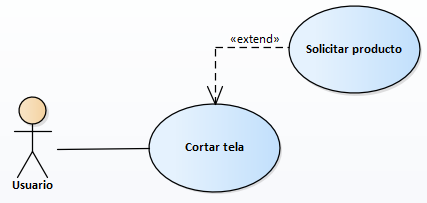 «extend»
Solicitar producto
Cortar tela
Usuario